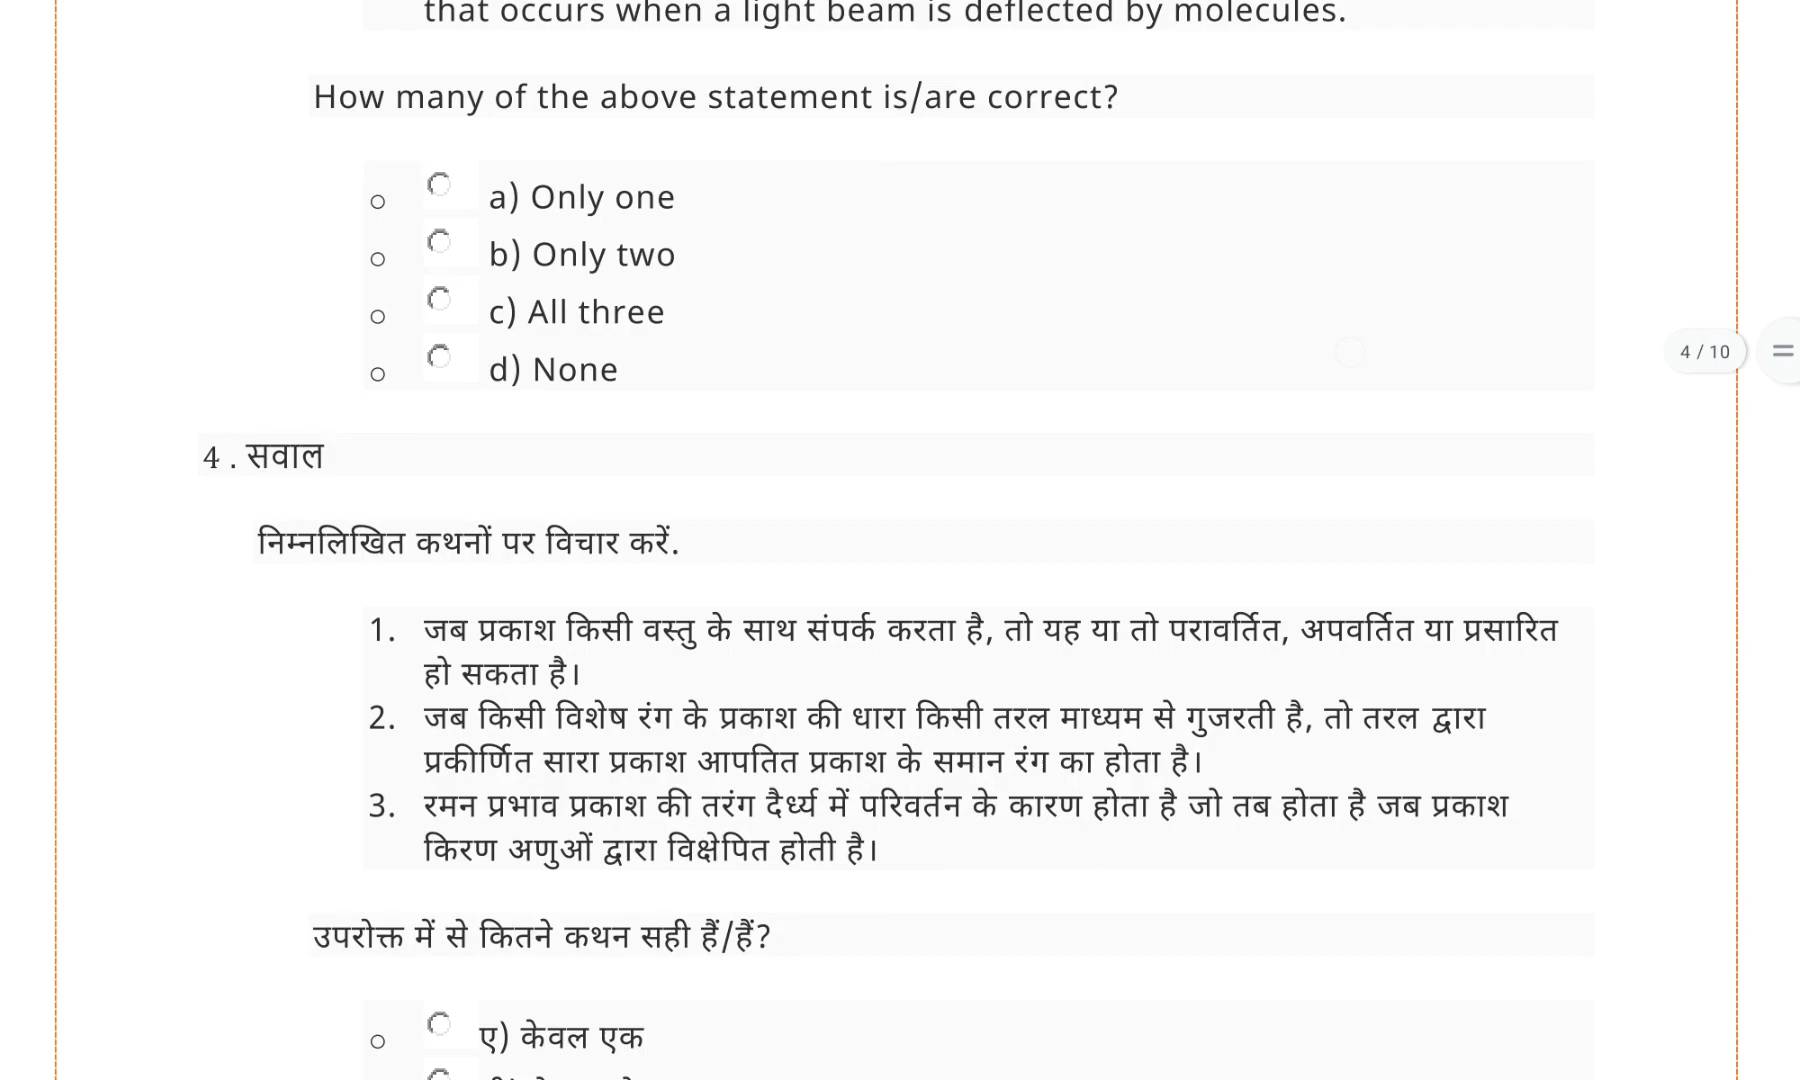 that occurs when a light beam is deflected by molecules.
How many of the above statement is/are correct?
a) Only one
b) Only two
c) All three
d) None
4 / 10
4 . सवाल
निम्नलिखित कथनों पर विचार करें.
1. जब प्रकाश किसी वस्तु के साथ संपर्क करता है, तो यह या तो परावर्तित, अपवर्तित या प्रसारित
हो सकता है।
2. जब किसी विशेष रंग के प्रकाश की धारा किसी तरल माध्यम से गुजरती है, तो तरल द्वारा
प्रकीर्णित सारा प्रकाश आपतित प्रकाश के समान रंग का होता है।
3. रमन प्रभाव प्रकाश की तरंग दैर्ध्य में परिवर्तन के कारण होता है जो तब होता है जब प्रकाश
किरण अणुओं द्वारा विक्षेपित होती है।
उपरोक्त में से कितने कथन सही हैं/हैं?
ए) केवल एक